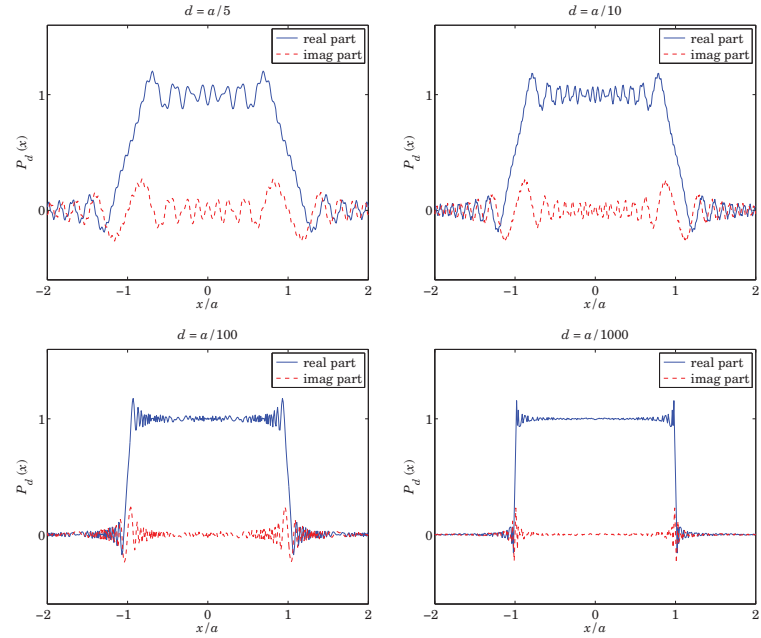 d = a/5
real part
imag part
P_d (x)
1
0
−2
−1
0
1
2
x/a
d = a/10
real part
imag part
P_d (x)
1
0
−2
−1
0
1
2
x/a
d = a/100
real part
imag part
P_d (x)
1
0
−2
−1
0
1
2
x/a
d = a/1000
real part
imag part
P_d (x)
1
0
−2
−1
0
1
2
x/a